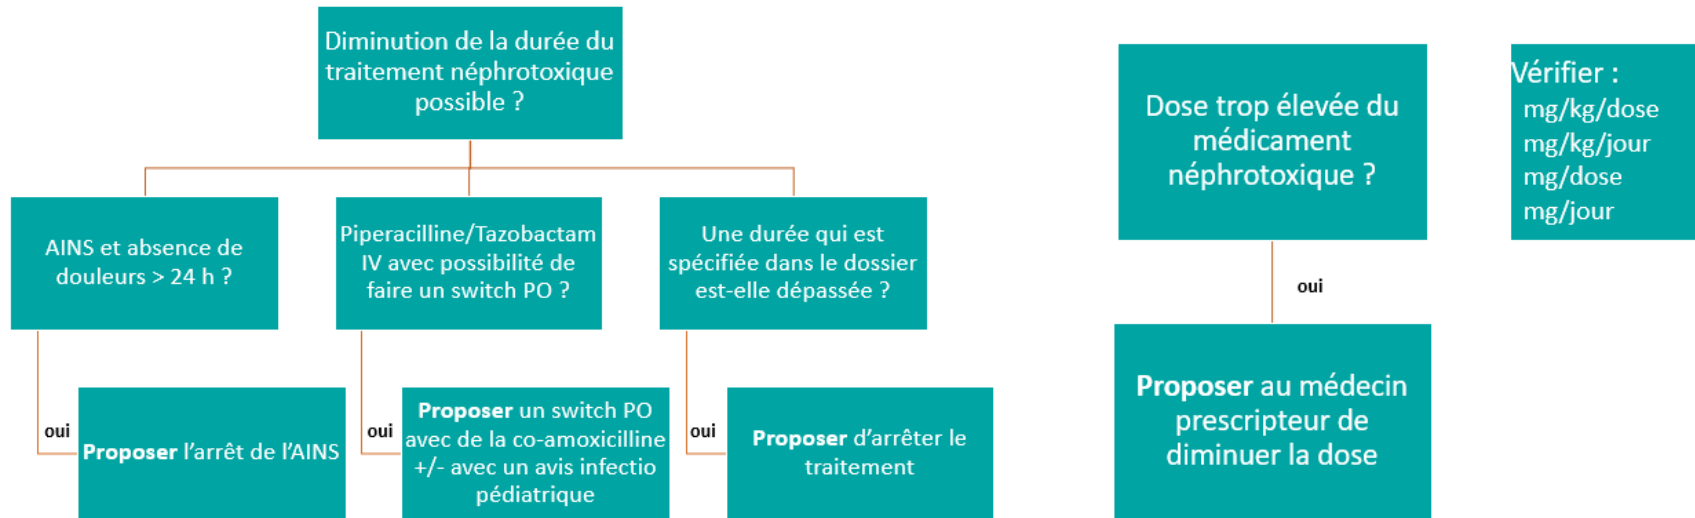 Diminution de la durée du
traitement néphrotoxique
possible ?
AINS et absence de
douleurs > 24 h ?
Piperacilline/Tazobactam
IV avec possibilité de
faire un switch PO ?
Une durée qui est
spécifiée dans le dossier
est-elle dépassée ?
oui
Proposer l'arrêt de l'AINS
oui
Proposer un switch PO
avec de la co-amoxicilline
+/- avec un avis infectio
pédiatrique
oui
Proposer d'arrêter le
traitement
Dose trop élevée du
médicament
néphrotoxique ?
oui
Proposer au médecin
prescripteur de
diminuer la dose
Vérifier :
mg/kg/dose
mg/kg/jour
mg/dose
mg/jour